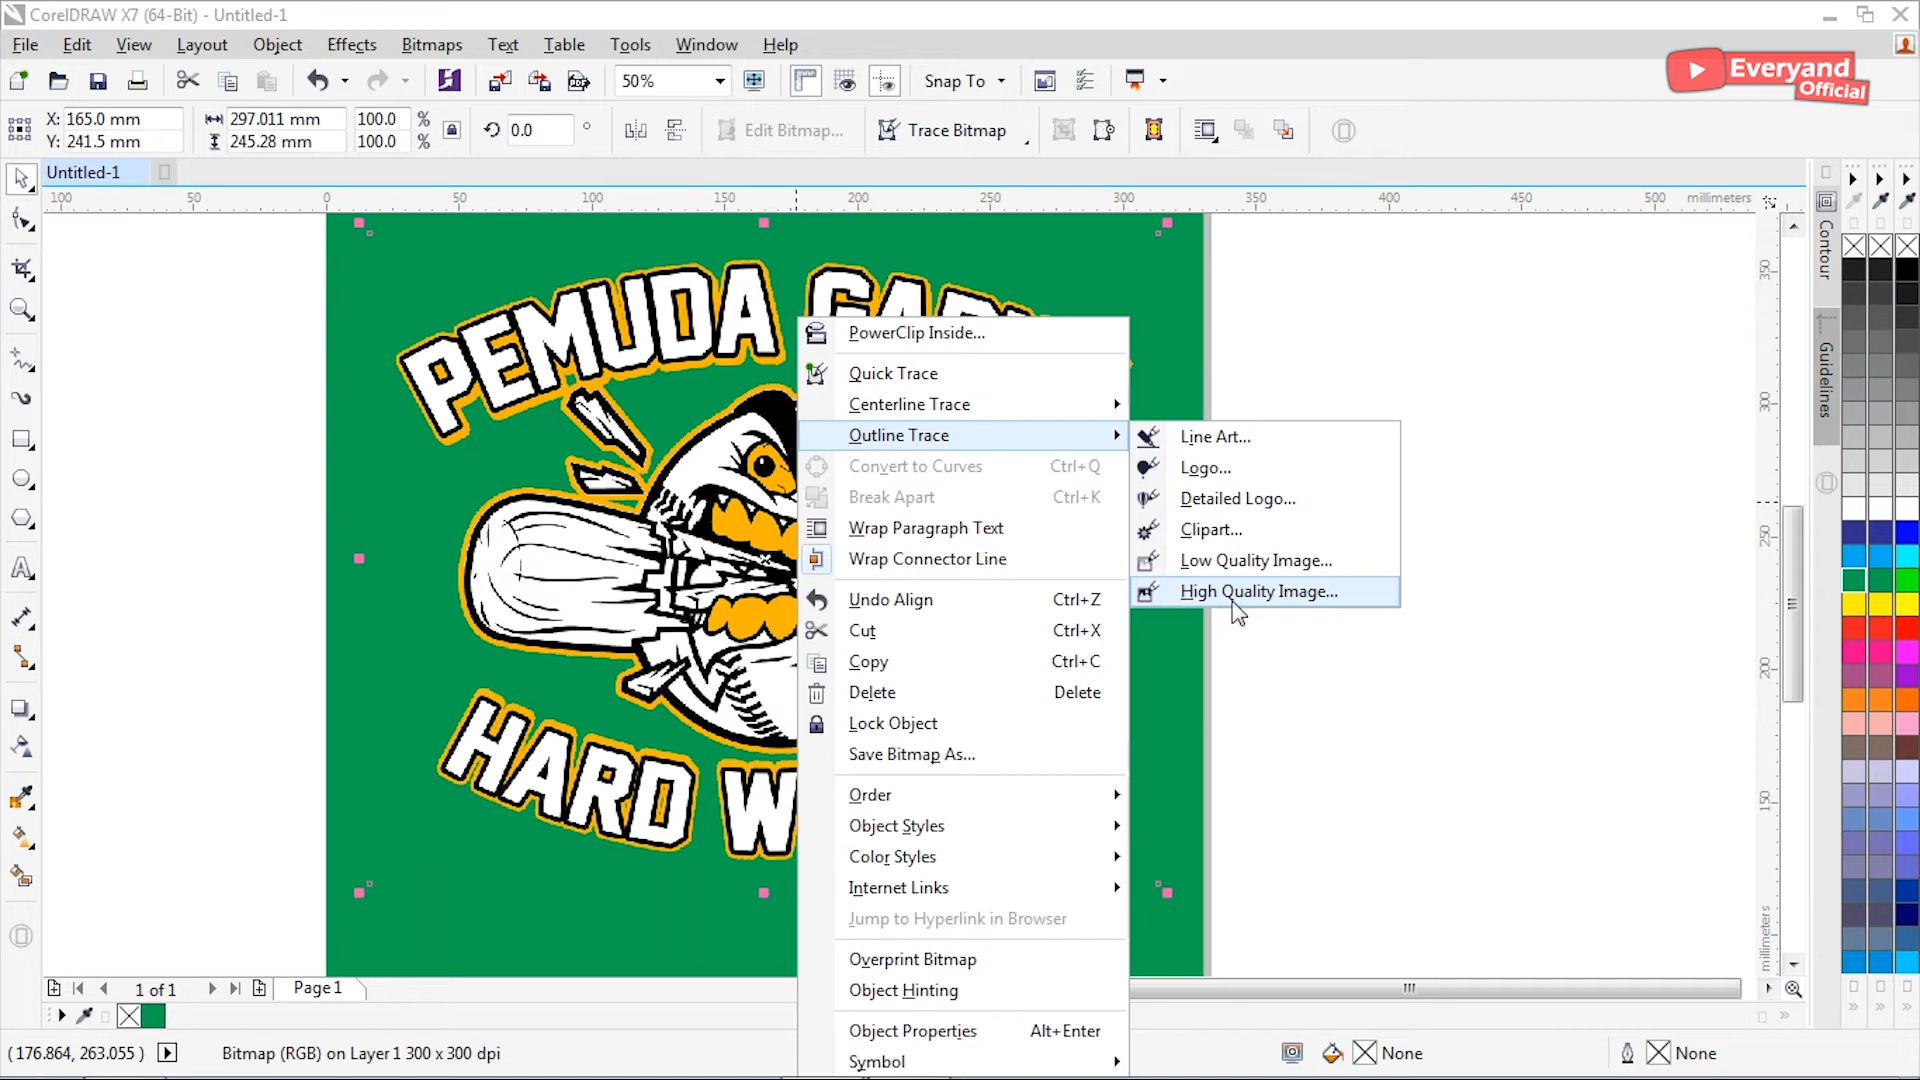 CorelDRAW X7 (64-Bit) - Untitled-1
File Edit View Layout Object Effects Bitmaps Text Table Tools Window Help
50% Snap To
Everyand
Official
X: 165.0 mm 297.011 mm 100.0 %
Y: 241.5 mm 245.28 mm 100.0 %
0.0 °
Edit Bitmap... Trace Bitmap
Untitled-1
100 50 0 50 100 150 200 250 300 350 400 450 500 millimeters
350
300
250
200
150
millimeters
Contour
Guidelines
PEMUDA
HARD W
PowerClip Inside...
Quick Trace
Centerline Trace
Outline Trace
Convert to Curves Ctrl+Q
Break Apart Ctrl+K
Wrap Paragraph Text
Wrap Connector Line
Undo Align Ctrl+Z
Cut Ctrl+X
Copy Ctrl+C
Delete Delete
Lock Object
Save Bitmap As...
Order
Object Styles
Color Styles
Internet Links
Jump to Hyperlink in Browser
Overprint Bitmap
Object Hinting
Object Properties Alt+Enter
Symbol
Line Art...
Logo...
Detailed Logo...
Clipart...
Low Quality Image...
High Quality Image...
1 of 1 Page 1
( 176.864, 263.055 ) Bitmap (RGB) on Layer 1 300 x 300 dpi None None